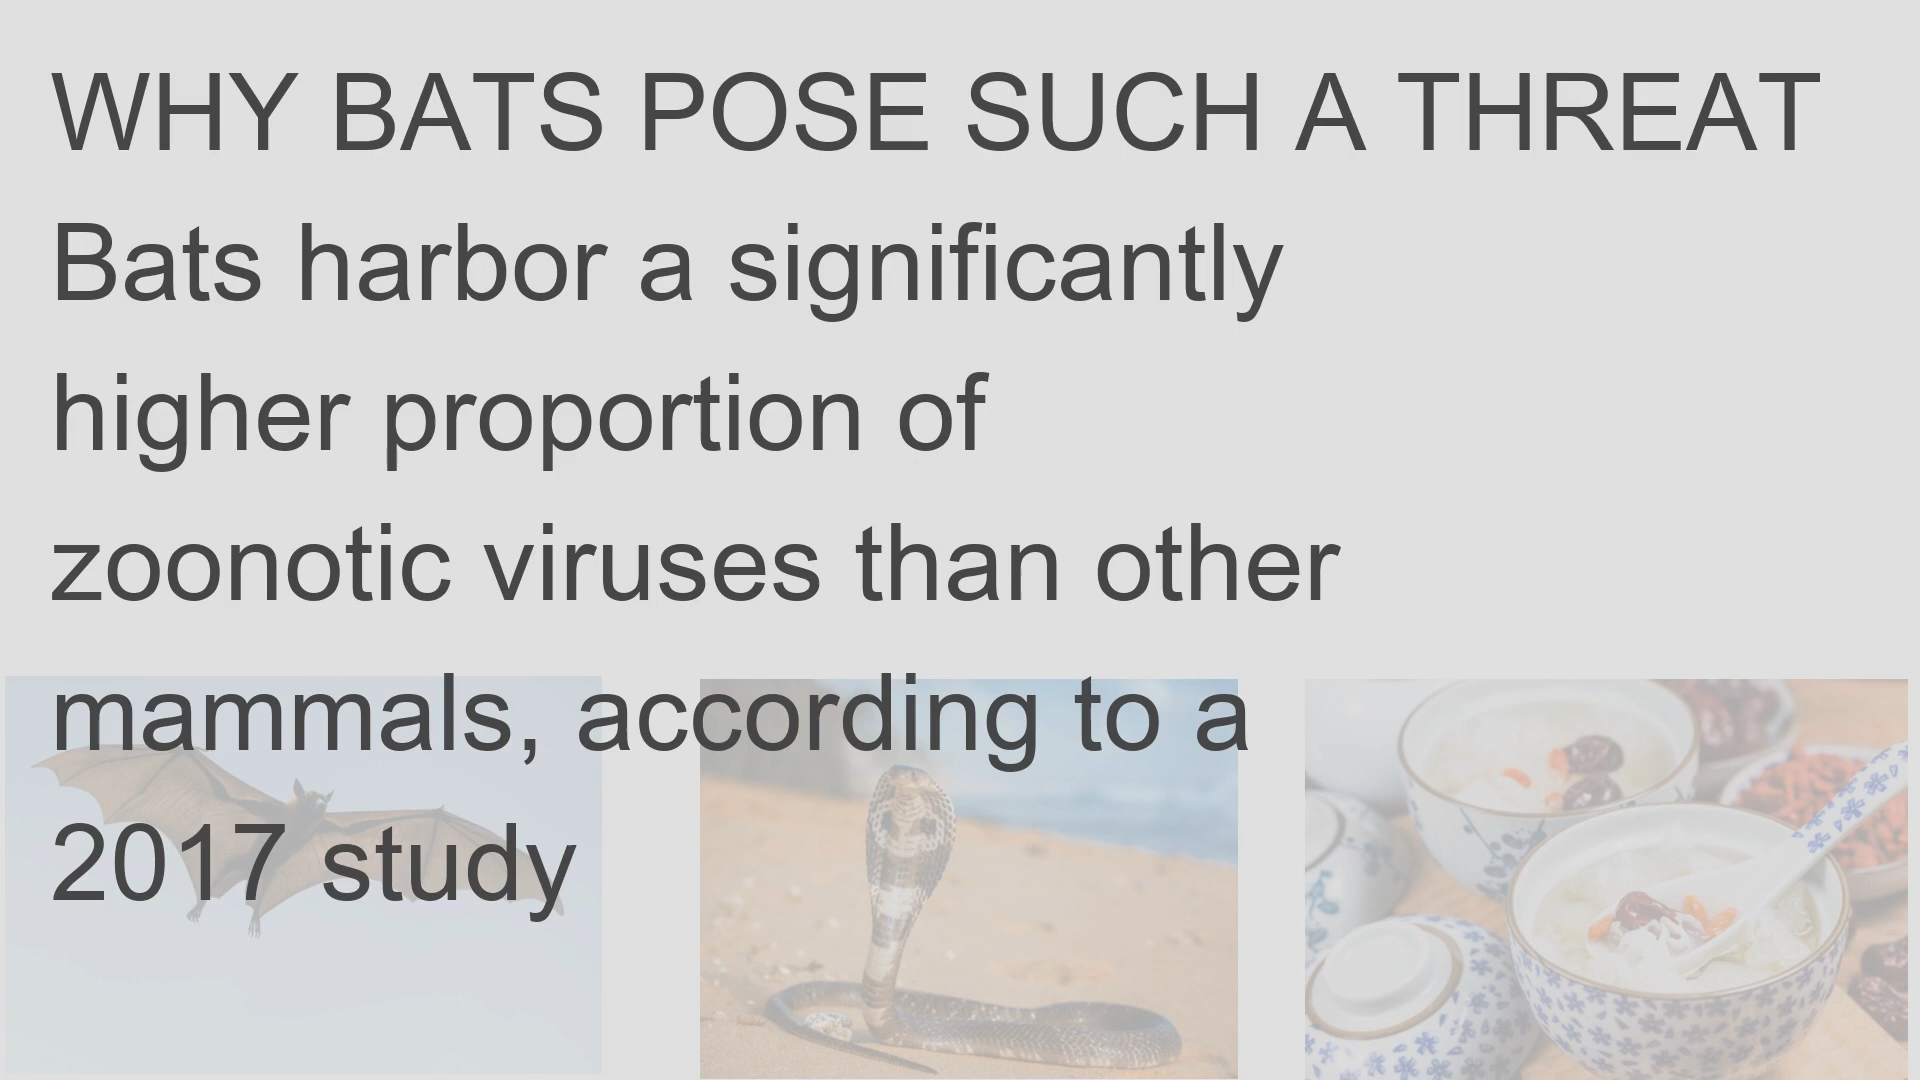 WHY BATS POSE SUCH A THREAT
Bats harbor a significantly
higher proportion of
zoonotic viruses than other
mammals, according to a
2017 study